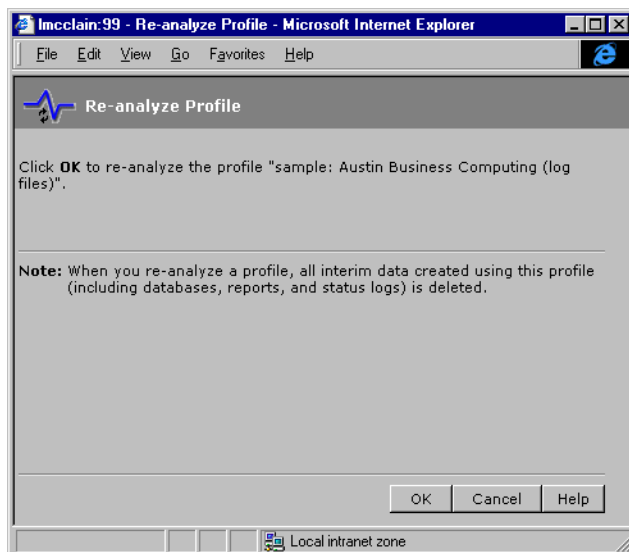 lmcclain:99 - Re-analyze Profile - Microsoft Internet Explorer
File Edit View Go Favorites Help
Re-analyze Profile
Click OK to re-analyze the profile "sample: Austin Business Computing (log
files)".
Note: When you re-analyze a profile, all interim data created using this profile
(including databases, reports, and status logs) is deleted.
OK Cancel Help
Local intranet zone